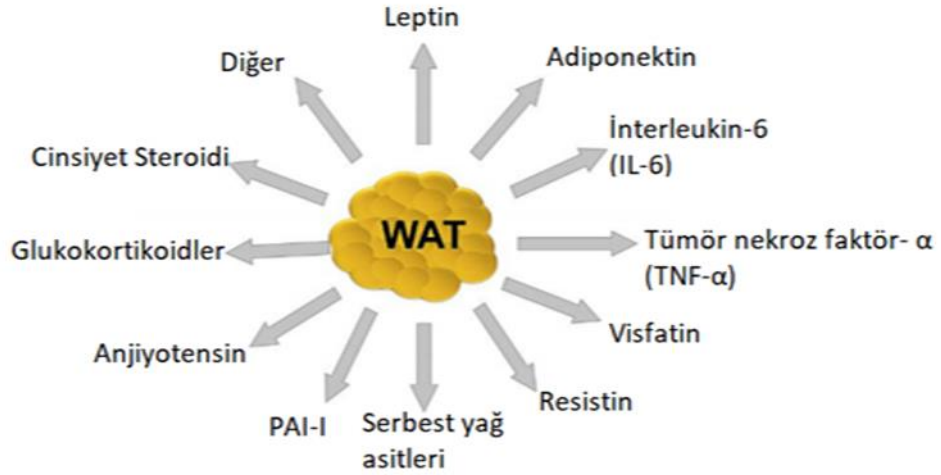 Leptin
Diğer
Adiponektin
İnterleukin-6
(IL-6)
Cinsiyet Steroidi
WAT
Glukokortikoidler
Tümör nekroz faktör- α
(TNF-α)
Visfatin
Anjiyotensin
Resistin
PAI-I
Serbest yağ
asitleri